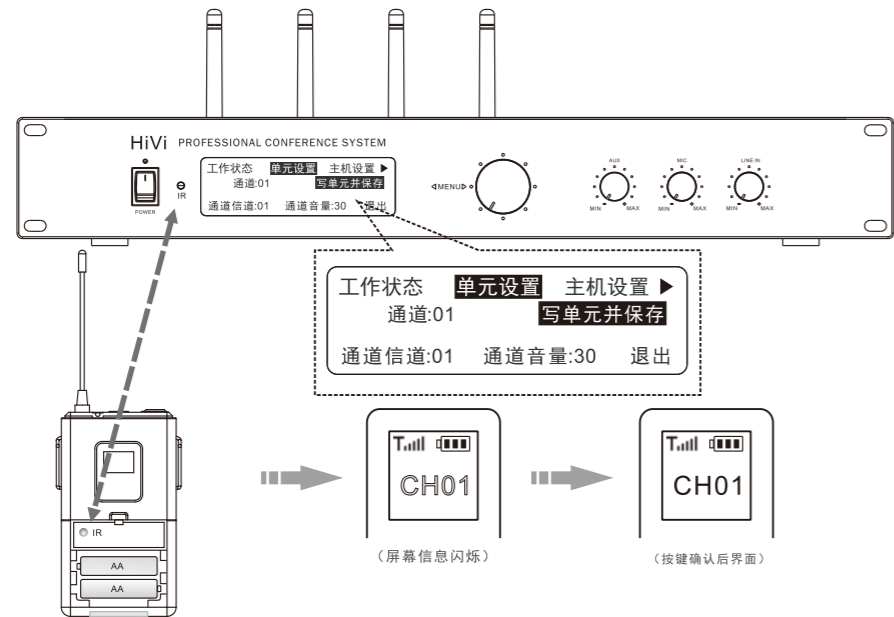 HiVi PROFESSIONAL CONFERENCE SYSTEM
POWER
IR
工作状态 单元设置 主机设置 ▶
通道:01 写单元并保存
通道信道:01 通道音量:30 退出
◁MENU▷
AUX
MIN MAX
MIC
MIN MAX
LINE IN
MIN MAX
工作状态 单元设置 主机设置 ▶
通道:01 写单元并保存
通道信道:01 通道音量:30 退出
IR
AA
AA
T
CH01
(屏幕信息闪烁)
T
CH01
(按键确认后界面)